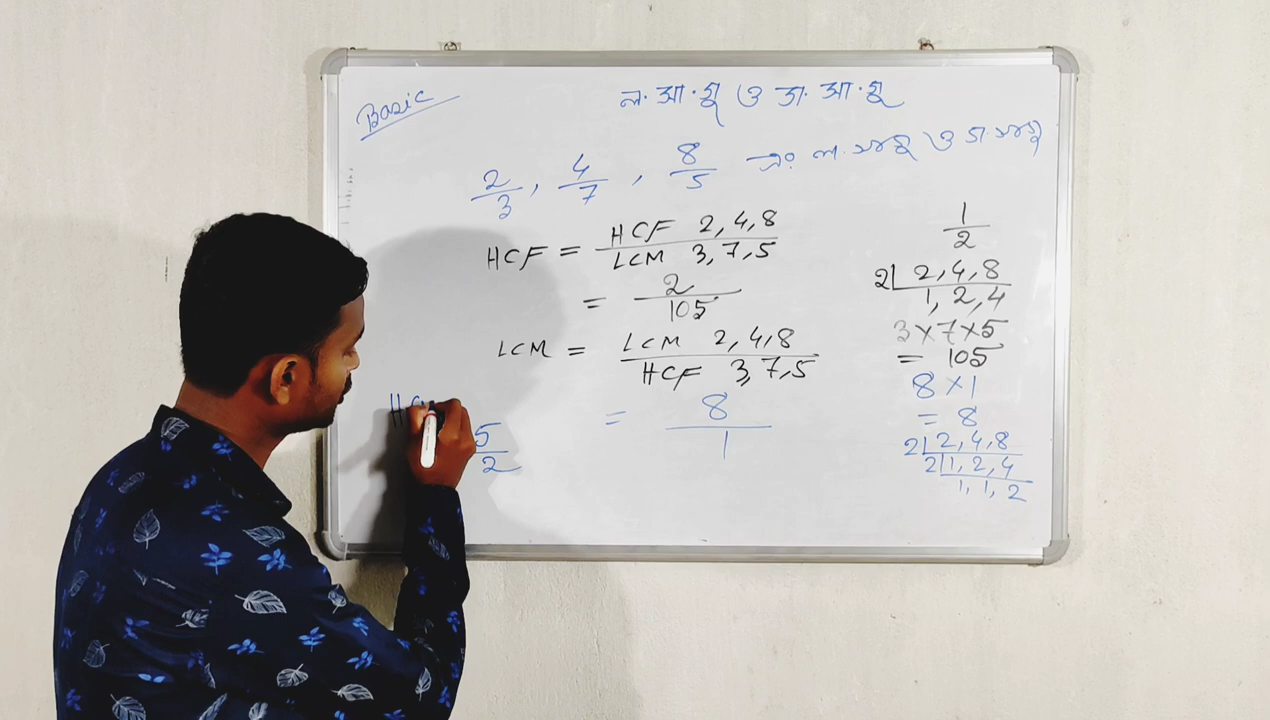 Basic
ল. সা. গু ও গ. সা. গু
2/3, 4/7, 8/5 এর ল. সাগু ও গ. সাগু
HCF = HCF 2,4,8 / LCM 3,7,5
= 2 / 105
LCM = LCM 2,4,8 / HCF 3,7,5
= 8 / 1
HC
5/2
1/2
2 | 2,4,8
1, 2, 4
3×7×5
= 105
8×1
= 8
2 | 2,4,8
2 | 1,2,4
1, 1, 2